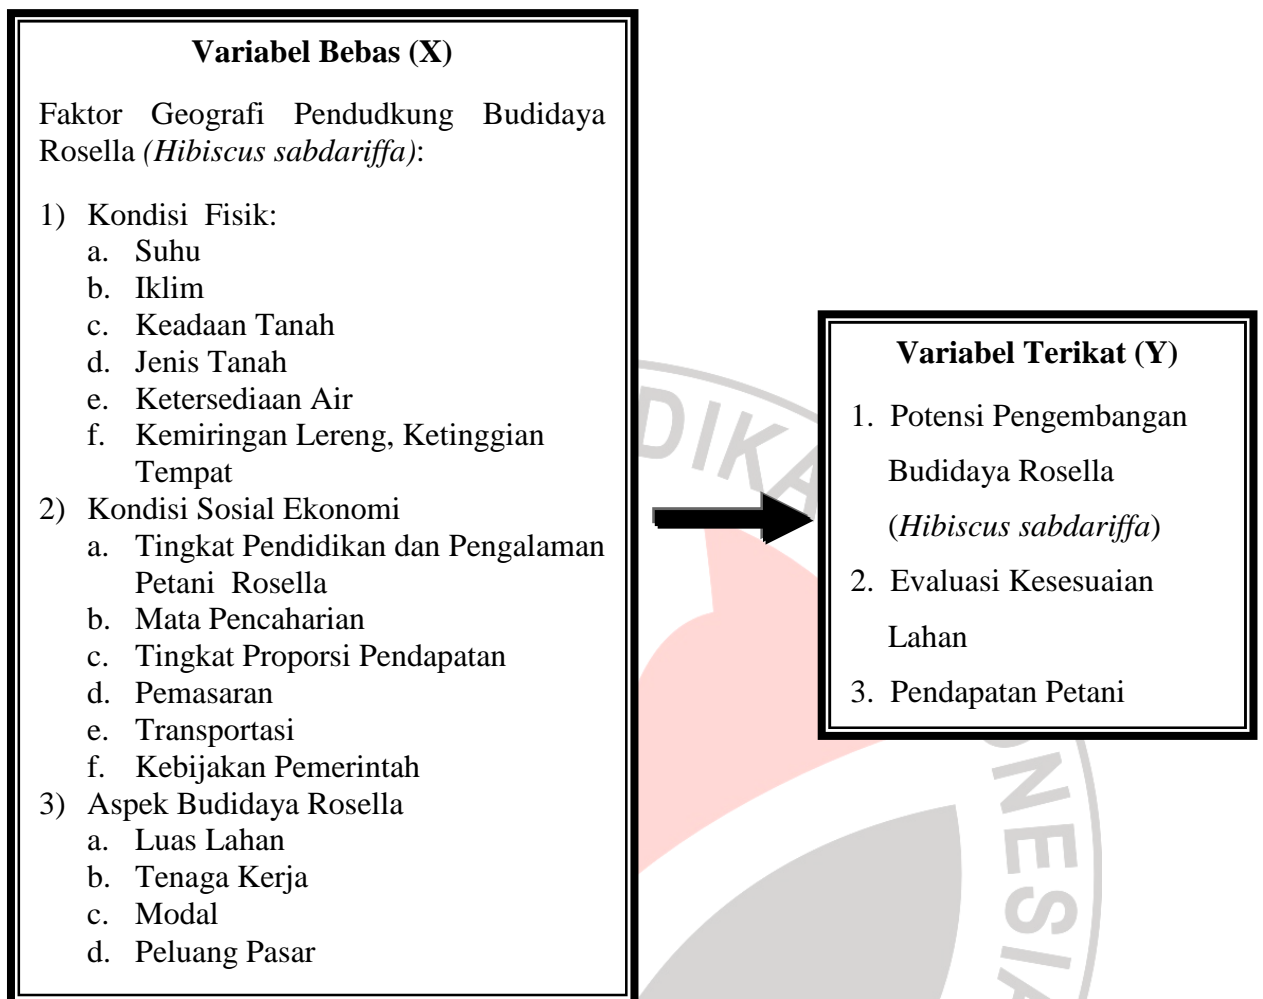 Variabel Bebas (X)
Faktor Geografi Pendudkung Budidaya
Rosella (Hibiscus sabdariffa):
1) Kondisi Fisik:
a. Suhu
b. Iklim
c. Keadaan Tanah
d. Jenis Tanah
e. Ketersediaan Air
f. Kemiringan Lereng, Ketinggian
Tempat
2) Kondisi Sosial Ekonomi
a. Tingkat Pendidikan dan Pengalaman
Petani Rosella
b. Mata Pencaharian
c. Tingkat Proporsi Pendapatan
d. Pemasaran
e. Transportasi
f. Kebijakan Pemerintah
3) Aspek Budidaya Rosella
a. Luas Lahan
b. Tenaga Kerja
c. Modal
d. Peluang Pasar
Variabel Terikat (Y)
1. Potensi Pengembangan
Budidaya Rosella
(Hibiscus sabdariffa)
2. Evaluasi Kesesuaian
Lahan
3. Pendapatan Petani